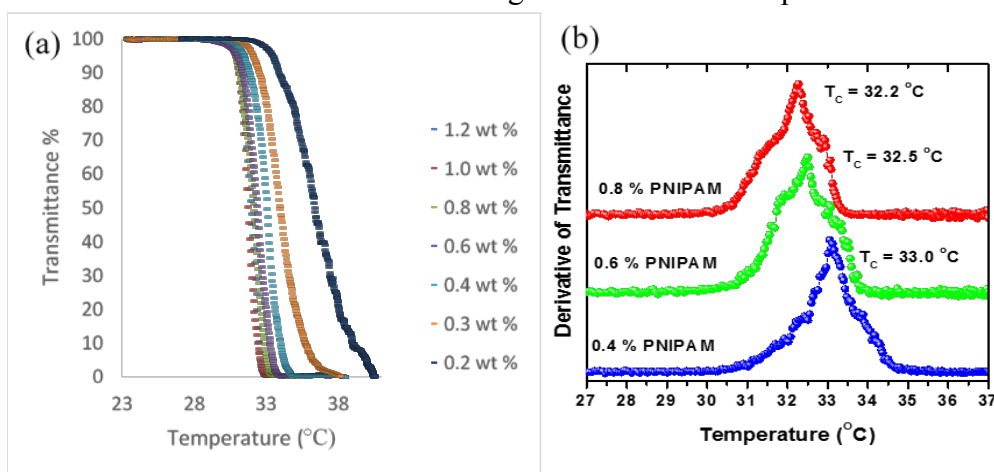 (a)
100
90
80
70
60
50
40
30
20
10
0
Transmittance %
23
28
33
38
Temperature (°C)
1.2 wt %
1.0 wt %
0.8 wt %
0.6 wt %
0.4 wt %
0.3 wt %
0.2 wt %
(b)
Derivative of Transmittance
T_C = 32.2 °C
T_C = 32.5 °C
0.8 % PNIPAM
T_C = 33.0 °C
0.6 % PNIPAM
0.4 % PNIPAM
27 28 29 30 31 32 33 34 35 36 37
Temperature (°C)